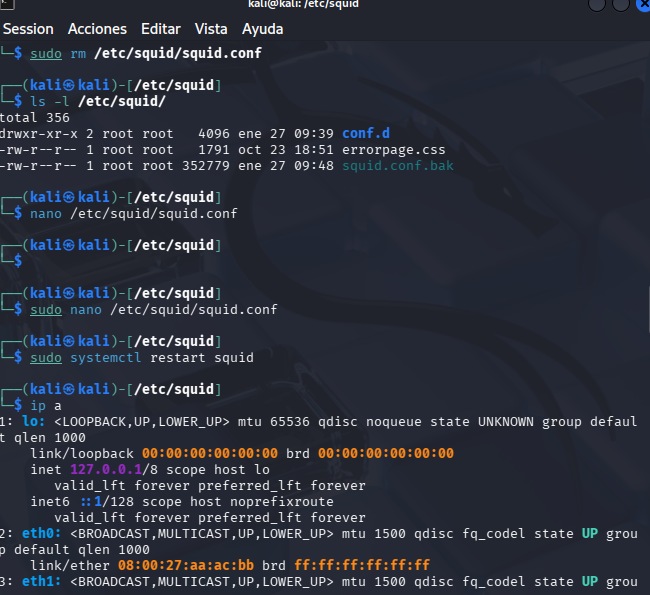 kali@kali: /etc/squid
Session Acciones Editar Vista Ayuda
└─$ sudo rm /etc/squid/squid.conf
┌──(kali㉿kali)-[/etc/squid]
└─$ ls -l /etc/squid/
total 356
drwxr-xr-x 2 root root   4096 ene 27 09:39 conf.d
-rw-r--r-- 1 root root   1791 oct 23 18:51 errorpage.css
-rw-r--r-- 1 root root 352779 ene 27 09:48 squid.conf.bak
┌──(kali㉿kali)-[/etc/squid]
└─$ nano /etc/squid/squid.conf
┌──(kali㉿kali)-[/etc/squid]
└─$
┌──(kali㉿kali)-[/etc/squid]
└─$ sudo nano /etc/squid/squid.conf
┌──(kali㉿kali)-[/etc/squid]
└─$ sudo systemctl restart squid
┌──(kali㉿kali)-[/etc/squid]
└─$ ip a
1: lo: <LOOPBACK,UP,LOWER_UP> mtu 65536 qdisc noqueue state UNKNOWN group defaul
t qlen 1000
    link/loopback 00:00:00:00:00:00 brd 00:00:00:00:00:00
    inet 127.0.0.1/8 scope host lo
       valid_lft forever preferred_lft forever
    inet6 ::1/128 scope host noprefixroute
       valid_lft forever preferred_lft forever
2: eth0: <BROADCAST,MULTICAST,UP,LOWER_UP> mtu 1500 qdisc fq_codel state UP grou
p default qlen 1000
    link/ether 08:00:27:aa:ac:bb brd ff:ff:ff:ff:ff:ff
3: eth1: <BROADCAST,MULTICAST,UP,LOWER_UP> mtu 1500 qdisc fq_codel state UP grou